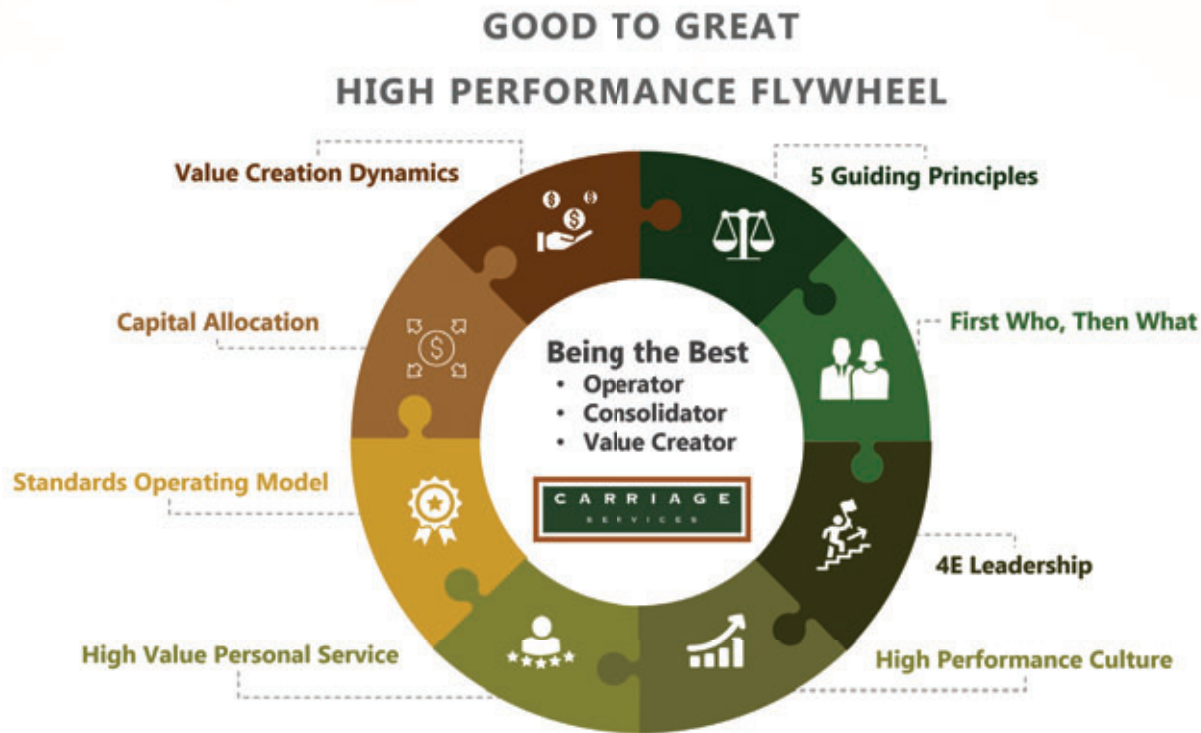 GOOD TO GREAT
HIGH PERFORMANCE FLYWHEEL
Value Creation Dynamics
5 Guiding Principles
Capital Allocation
First Who, Then What
Being the Best
• Operator
• Consolidator
• Value Creator
CARRIAGE
SERVICES
Standards Operating Model
4E Leadership
High Value Personal Service
High Performance Culture